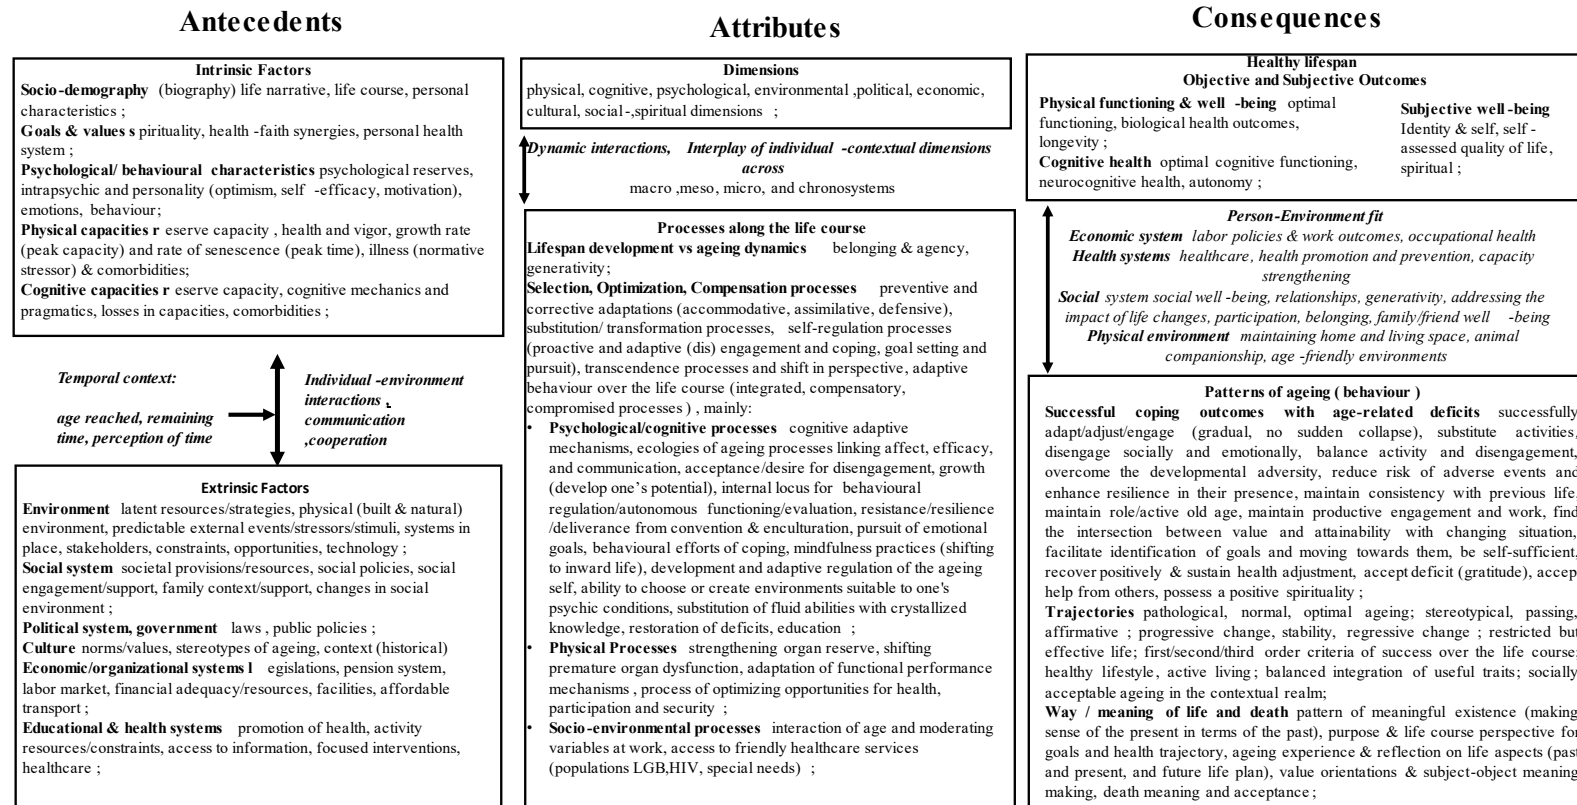 Antecedents
Intrinsic Factors
Socio-demography (biography) life narrative, life course, personal
characteristics ;
Goals & values s pirituality, health -faith synergies, personal health
system ;
Psychological/ behavioural characteristics psychological reserves,
intrapsychic and personality (optimism, self -efficacy, motivation),
emotions, behaviour;
Physical capacities r eserve capacity , health and vigor, growth rate
(peak capacity) and rate of senescence (peak time), illness (normative
stressor) & comorbidities;
Cognitive capacities r eserve capacity, cognitive mechanics and
pragmatics, losses in capacities, comorbidities ;
Temporal context:
age reached, remaining
time, perception of time
Individual -environment
interactions ,
communication
,cooperation
Extrinsic Factors
Environment latent resources/strategies, physical (built & natural)
environment, predictable external events/stressors/stimuli, systems in
place, stakeholders, constraints, opportunities, technology ;
Social system societal provisions/resources, social policies, social
engagement/support, family context/support, changes in social
environment ;
Political system, government laws , public policies ;
Culture norms/values, stereotypes of ageing, context (historical)
Economic/organizational systems l egislations, pension system,
labor market, financial adequacy/resources, facilities, affordable
transport ;
Educational & health systems promotion of health, activity
resources/constraints, access to information, focused interventions,
healthcare ;
Attributes
Dimensions
physical, cognitive, psychological, environmental ,political, economic,
cultural, social-,spiritual dimensions ;
Dynamic interactions, Interplay of individual -contextual dimensions
across
macro ,meso, micro, and chronosystems
Processes along the life course
Lifespan development vs ageing dynamics belonging & agency,
generativity;
Selection, Optimization, Compensation processes preventive and
corrective adaptations (accommodative, assimilative, defensive),
substitution/ transformation processes, self-regulation processes
(proactive and adaptive (dis) engagement and coping, goal setting and
pursuit), transcendence processes and shift in perspective, adaptive
behaviour over the life course (integrated, compensatory,
compromised processes ) , mainly:
• Psychological/cognitive processes cognitive adaptive
mechanisms, ecologies of ageing processes linking affect, efficacy,
and communication, acceptance/desire for disengagement, growth
(develop one's potential), internal locus for behavioural
regulation/autonomous functioning/evaluation, resistance/resilience
/deliverance from convention & enculturation, pursuit of emotional
goals, behavioural efforts of coping, mindfulness practices (shifting
to inward life), development and adaptive regulation of the ageing
self, ability to choose or create environments suitable to one's
psychic conditions, substitution of fluid abilities with crystallized
knowledge, restoration of deficits, education ;
• Physical Processes strengthening organ reserve, shifting
premature organ dysfunction, adaptation of functional performance
mechanisms , process of optimizing opportunities for health,
participation and security ;
• Socio-environmental processes interaction of age and moderating
variables at work, access to friendly healthcare services
(populations LGB,HIV, special needs) ;
Consequences
Healthy lifespan
Objective and Subjective Outcomes
Physical functioning & well -being optimal
functioning, biological health outcomes,
longevity ;
Cognitive health optimal cognitive functioning,
neurocognitive health, autonomy ;
Subjective well-being
Identity & self, self -
assessed quality of life,
spiritual ;
Person-Environment fit
Economic system labor policies & work outcomes, occupational health
Health systems healthcare, health promotion and prevention, capacity
strengthening
Social system social well -being, relationships, generativity, addressing the
impact of life changes, participation, belonging, family/friend well -being
Physical environment maintaining home and living space, animal
companionship, age -friendly environments
Patterns of ageing ( behaviour )
Successful coping outcomes with age-related deficits successfully
adapt/adjust/engage (gradual, no sudden collapse), substitute activities,
disengage socially and emotionally, balance activity and disengagement,
overcome the developmental adversity, reduce risk of adverse events and
enhance resilience in their presence, maintain consistency with previous life,
maintain role/active old age, maintain productive engagement and work, find
the intersection between value and attainability with changing situation,
facilitate identification of goals and moving towards them, be self-sufficient,
recover positively & sustain health adjustment, accept deficit (gratitude), accep
help from others, possess a positive spirituality ;
Trajectories pathological, normal, optimal ageing; stereotypical, passing,
affirmative ; progressive change, stability, regressive change ; restricted but
effective life; first/second/third order criteria of success over the life course;
healthy lifestyle, active living ; balanced integration of useful traits; socially
acceptable ageing in the contextual realm;
Way / meaning of life and death pattern of meaningful existence (making
sense of the present in terms of the past), purpose & life course perspective for
goals and health trajectory, ageing experience & reflection on life aspects (past
and present, and future life plan), value orientations & subject-object meaning
making, death meaning and acceptance ;